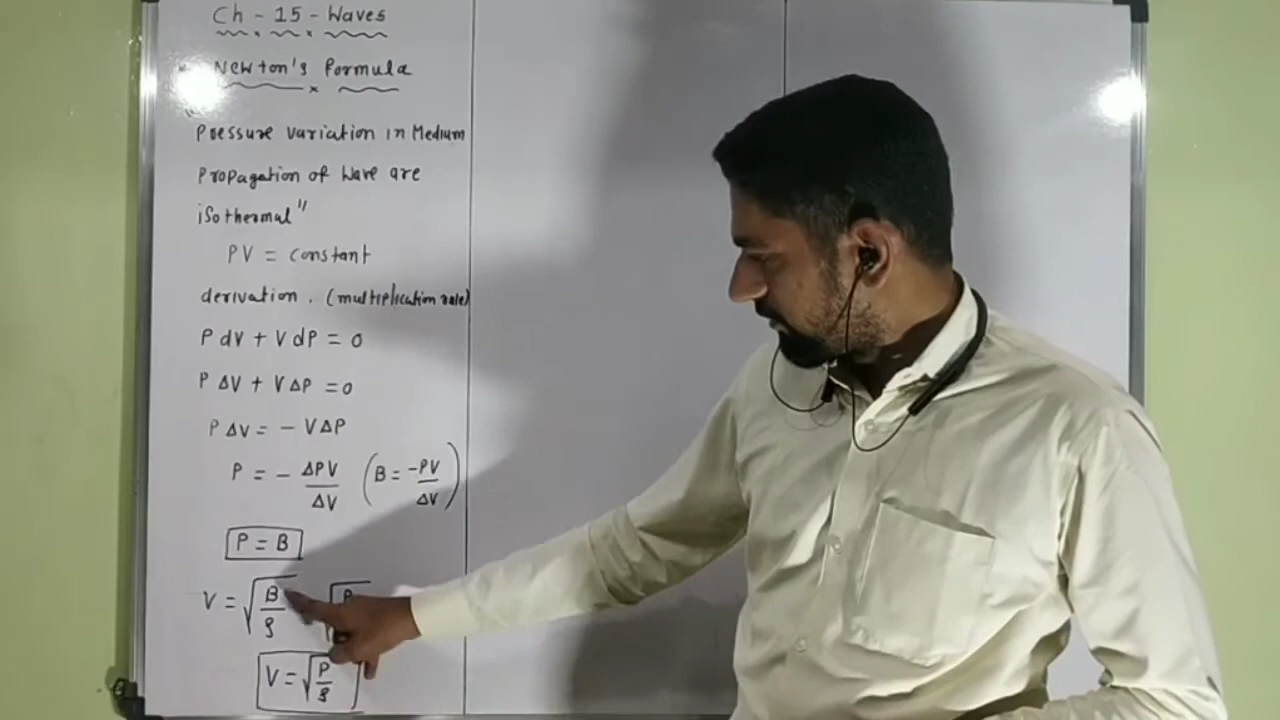 Ch - 15 - Waves
Newton's Formula
"Pressure variation in Medium
Propagation of Wave are
isothermal"
PV = constant
derivation. (multiplication rule)
P dV + V dP = 0
P ΔV + V ΔP = 0
P ΔV = - V ΔP
P = - ΔPV/ΔV (B = -PV/ΔV)
P = B
V = √(B/ρ) √
V = √(P/ρ)